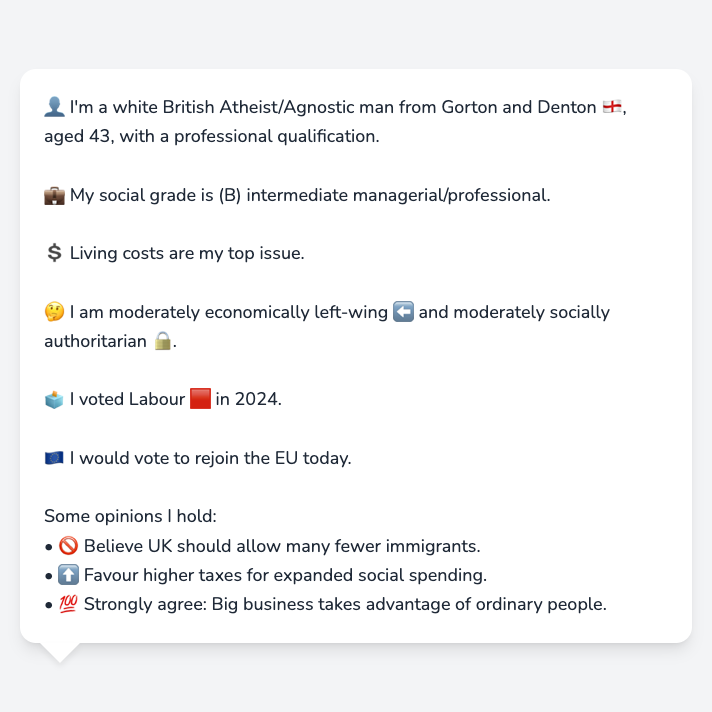 👤 I'm a white British Atheist/Agnostic man from Gorton and Denton 🏴󠁧󠁢󠁥󠁮󠁧󠁿,
aged 43, with a professional qualification.
💼 My social grade is (B) intermediate managerial/professional.
💲 Living costs are my top issue.
🤔 I am moderately economically left-wing ⬅️ and moderately socially
authoritarian 🔒.
🗳️ I voted Labour 🟥 in 2024.
🇪🇺 I would vote to rejoin the EU today.
Some opinions I hold:
• 🚫 Believe UK should allow many fewer immigrants.
• ⬆️ Favour higher taxes for expanded social spending.
• 💯 Strongly agree: Big business takes advantage of ordinary people.